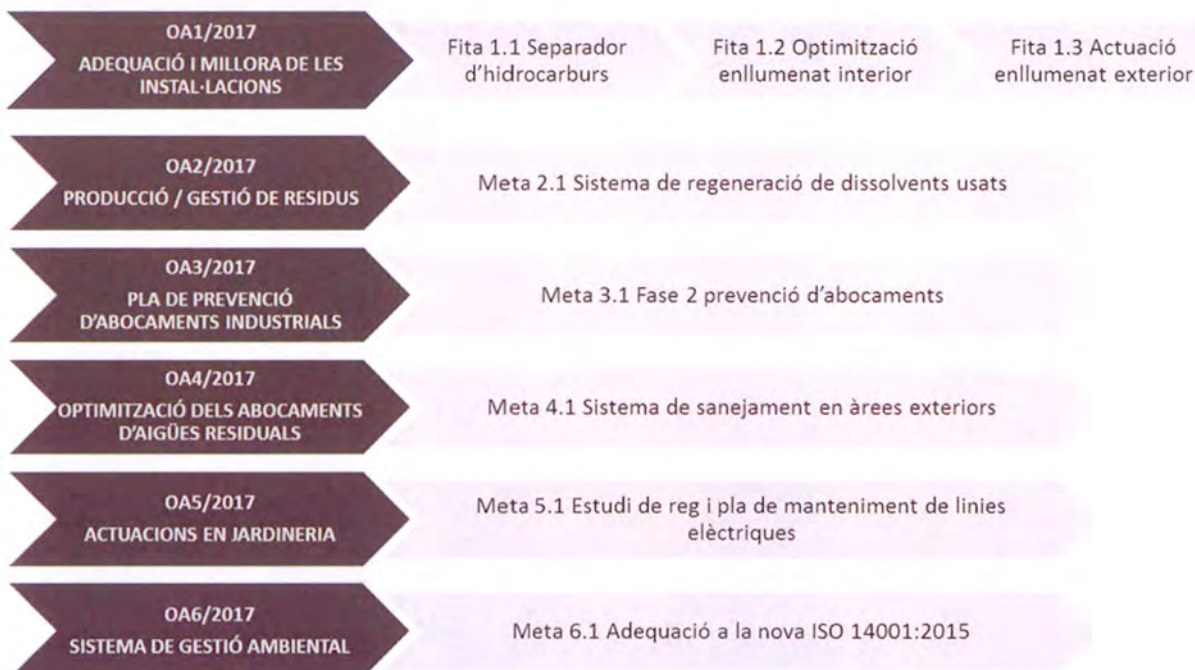 OA1/2017
ADEQUACIÓ I MILLORA DE LES
INSTAL·LACIONS
Fita 1.1 Separador
d'hidrocarburs
Fita 1.2 Optimització
enllumenat interior
Fita 1.3 Actuació
enllumenat exterior
OA2/2017
PRODUCCIÓ / GESTIÓ DE RESIDUS
Meta 2.1 Sistema de regeneració de dissolvents usats
OA3/2017
PLA DE PREVENCIÓ
D'ABOCAMENTS INDUSTRIALS
Meta 3.1 Fase 2 prevenció d'abocaments
OA4/2017
OPTIMITZACIÓ DELS ABOCAMENTS
D'AIGÜES RESIDUALS
Meta 4.1 Sistema de sanejament en àrees exteriors
OA5/2017
ACTUACIONS EN JARDINERIA
Meta 5.1 Estudi de reg i pla de manteniment de linies
elèctriques
OA6/2017
SISTEMA DE GESTIÓ AMBIENTAL
Meta 6.1 Adequació a la nova ISO 14001:2015